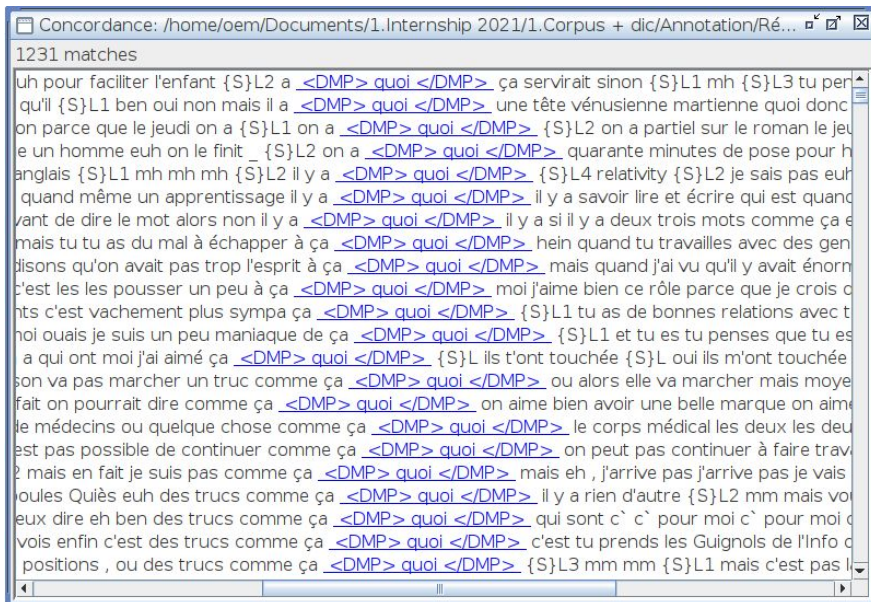 Concordance: /home/oem/Documents/1.Internship 2021/1.Corpus + dic/Annotation/Ré...
1231 matches
uh pour faciliter l'enfant {S}L2 a <DMP> quoi </DMP> ça servirait sinon {S}L1 mh {S}L3 tu pen
qu'il {S}L1 ben oui non mais il a <DMP> quoi </DMP> une tête vénusienne martienne quoi donc
on parce que le jeudi on a {S}L1 on a <DMP> quoi </DMP> {S}L2 on a partiel sur le roman le jeu
e un homme euh on le finit _ {S}L2 on a <DMP> quoi </DMP> quarante minutes de pose pour h
anglais {S}L1 mh mh mh {S}L2 il y a <DMP> quoi </DMP> {S}L4 relativity {S}L2 je sais pas euh
quand même un apprentissage il y a <DMP> quoi </DMP> il y a savoir lire et écrire qui est quand
vant de dire le mot alors non il y a <DMP> quoi </DMP> il y a si il y a deux trois mots comme ça e
mais tu tu as du mal à échapper à ça <DMP> quoi </DMP> hein quand tu travailles avec des gen
disons qu'on avait pas trop l'esprit à ça <DMP> quoi </DMP> mais quand j'ai vu qu'il y avait énorm
c'est les les pousser un peu à ça <DMP> quoi </DMP> moi j'aime bien ce rôle parce que je crois q
nts c'est vachement plus sympa ça <DMP> quoi </DMP> {S}L1 tu as de bonnes relations avec t
noi ouais je suis un peu maniaque de ça <DMP> quoi </DMP> {S}L1 et tu es tu penses que tu es
a qui ont moi j'ai aimé ça <DMP> quoi </DMP> {S}L ils t'ont touchée {S}L oui ils m'ont touchée
son va pas marcher un truc comme ça <DMP> quoi </DMP> ou alors elle va marcher mais moye
fait on pourrait dire comme ça <DMP> quoi </DMP> on aime bien avoir une belle marque on aime
de médecins ou quelque chose comme ça <DMP> quoi </DMP> le corps médical les deux les deu
est pas possible de continuer comme ça <DMP> quoi </DMP> on peut pas continuer à faire trav
2 mais en fait je suis pas comme ça <DMP> quoi </DMP> mais eh , j'arrive pas j'arrive pas je vais
oules Quiès euh des trucs comme ça <DMP> quoi </DMP> il y a rien d'autre {S}L2 mm mais vo
eux dire eh ben des trucs comme ça <DMP> quoi </DMP> qui sont c` c` pour moi c` pour moi c
vois enfin c'est des trucs comme ça <DMP> quoi </DMP> c'est tu prends les Guignols de l'Info c
positions , ou des trucs comme ça <DMP> quoi </DMP> {S}L3 mm mm {S}L1 mais c'est pas l